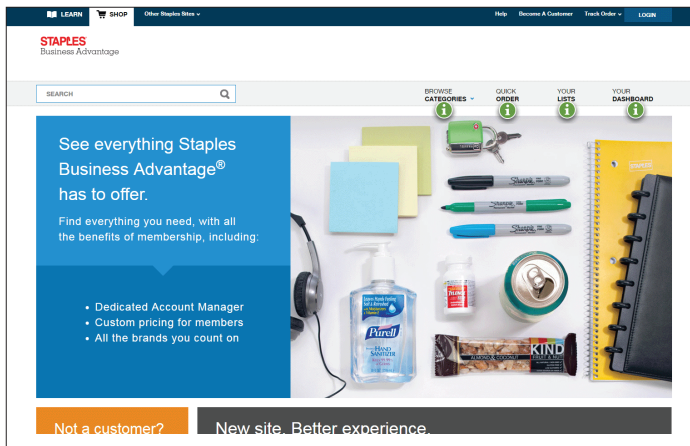 LEARN
SHOP
Other Staples Sites
Help
Become A Customer
Track Order
LOGIN
STAPLES
Business Advantage
SEARCH
BROWSE
CATEGORIES
QUICK
ORDER
YOUR
LISTS
YOUR
DASHBOARD
See everything Staples
Business Advantage®
has to offer.
Find everything you need, with all
the benefits of membership, including:
• Dedicated Account Manager
• Custom pricing for members
• All the brands you count on
Sharpie
Sharpie
Purell
HAND
SANITIZER
TYLENOL
ALMOND & COCONUT
KIND
FRUIT & NUT
Not a customer?
New site. Better experience.